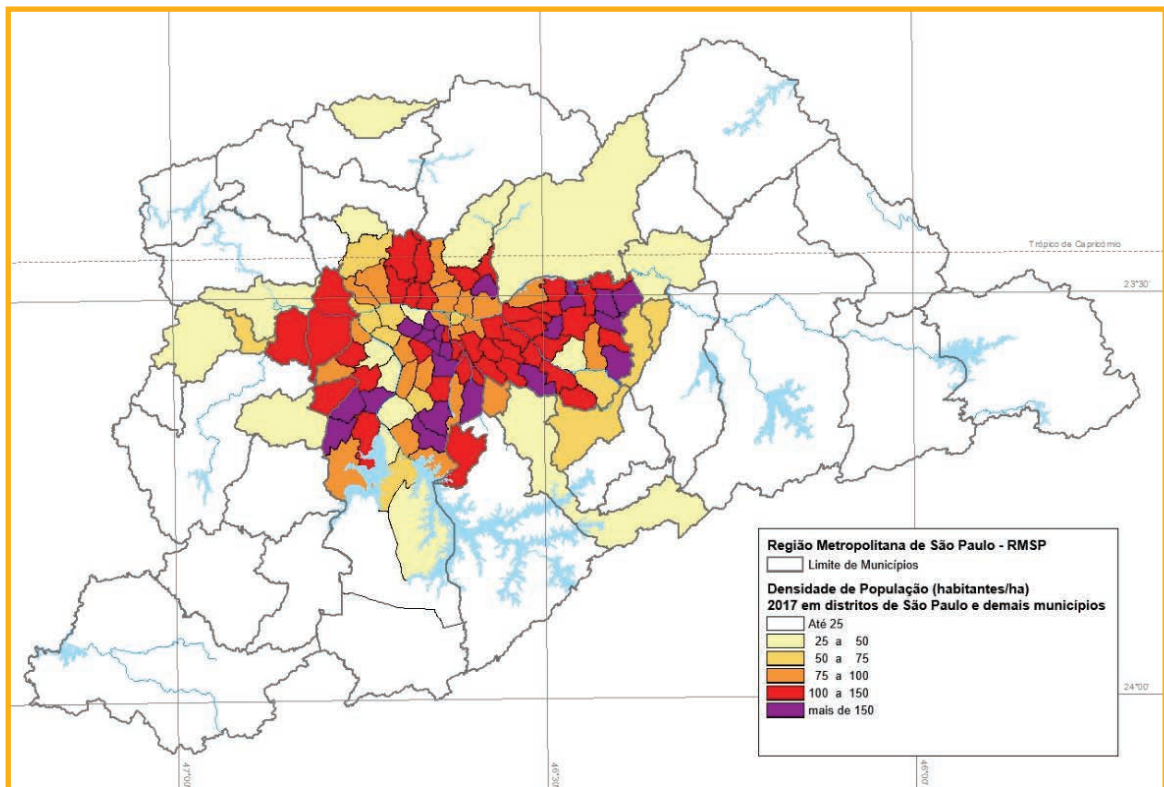 Trópico de Capricórnio
23°30'
Região Metropolitana de São Paulo - RMSP
Limite de Municípios
Densidade de População (habitantes/ha)
2017 em distritos de São Paulo e demais municípios
Até 25
25 a 50
50 a 75
75 a 100
100 a 150
mais de 150
24°00'
47°00'
46°30'
46°00'